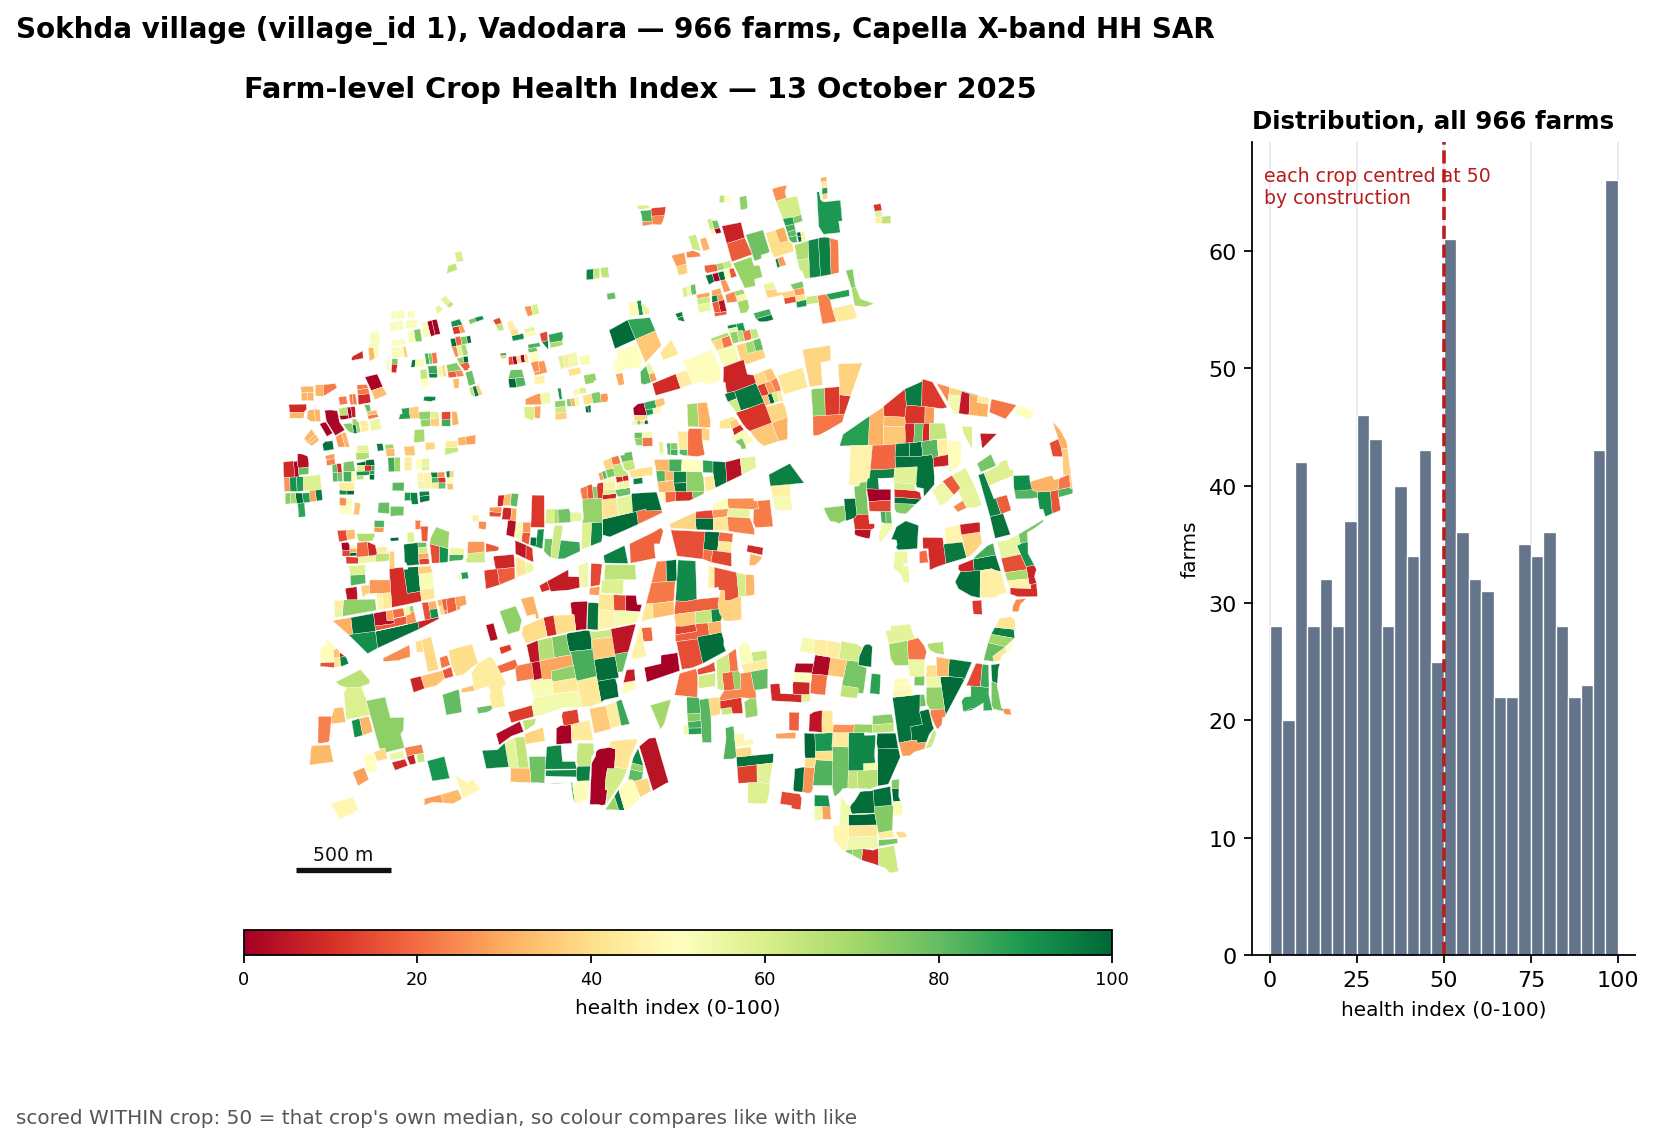 Sokhda village (village_id 1), Vadodara — 966 farms, Capella X-band HH SAR
Farm-level Crop Health Index — 13 October 2025
500 m
0 20 40 60 80 100
health index (0-100)
Distribution, all 966 farms
each crop centred at 50
by construction
farms
60
50
40
30
20
10
0
0 25 50 75 100
health index (0-100)
scored WITHIN crop: 50 = that crop's own median, so colour compares like with like